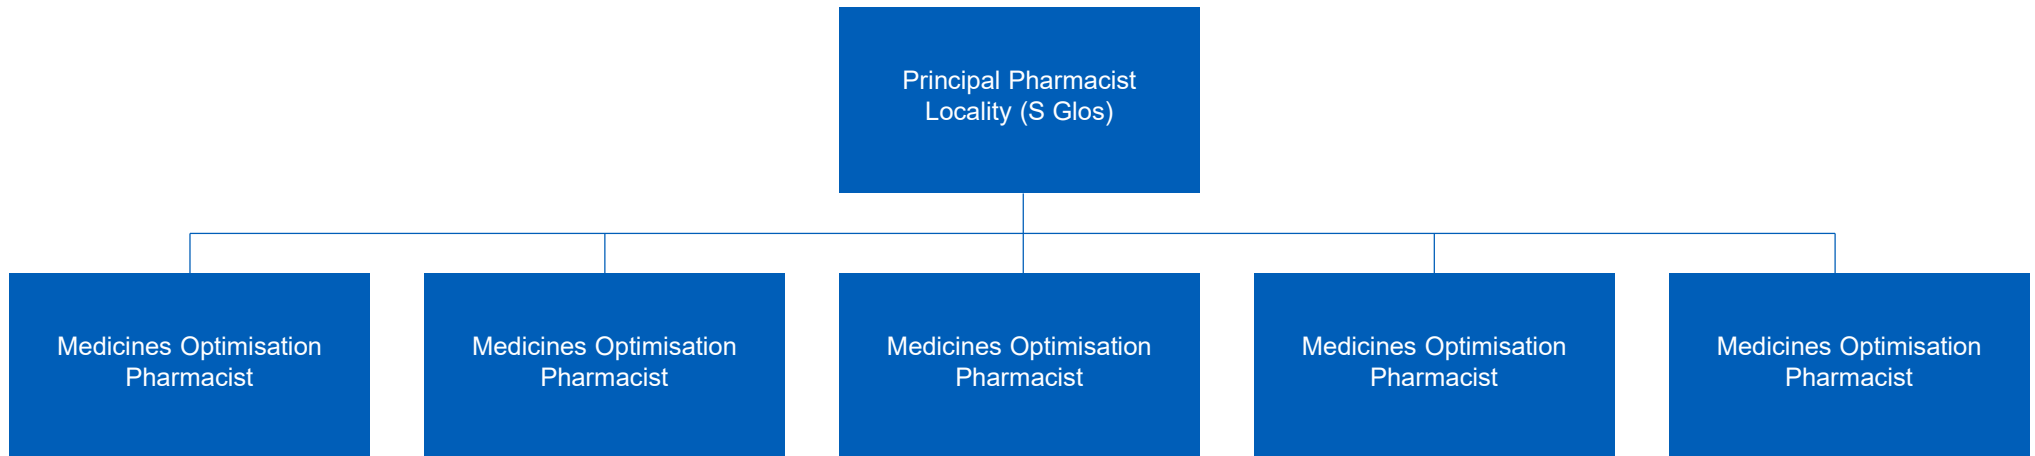 Principal Pharmacist
Locality (S Glos)
Medicines Optimisation
Pharmacist
Medicines Optimisation
Pharmacist
Medicines Optimisation
Pharmacist
Medicines Optimisation
Pharmacist
Medicines Optimisation
Pharmacist